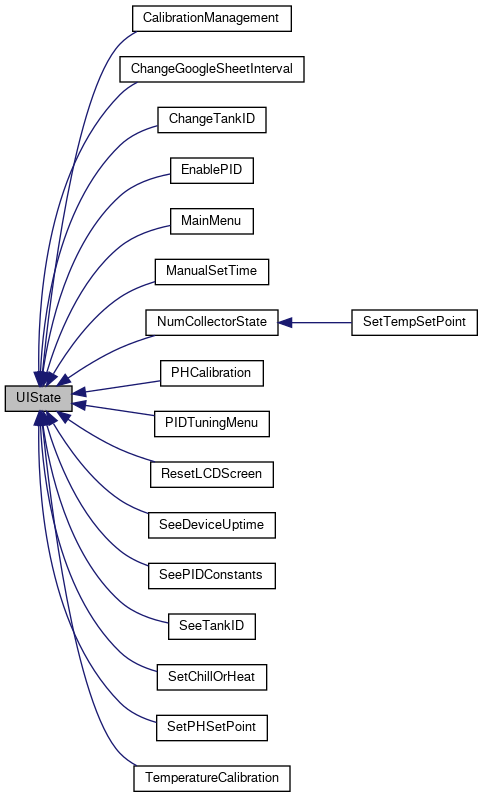 CalibrationManagement
ChangeGoogleSheetInterval
ChangeTankID
EnablePID
MainMenu
ManualSetTime
NumCollectorState
SetTempSetPoint
PHCalibration
UIState
PIDTuningMenu
ResetLCDScreen
SeeDeviceUptime
SeePIDConstants
SeeTankID
SetChillOrHeat
SetPHSetPoint
TemperatureCalibration